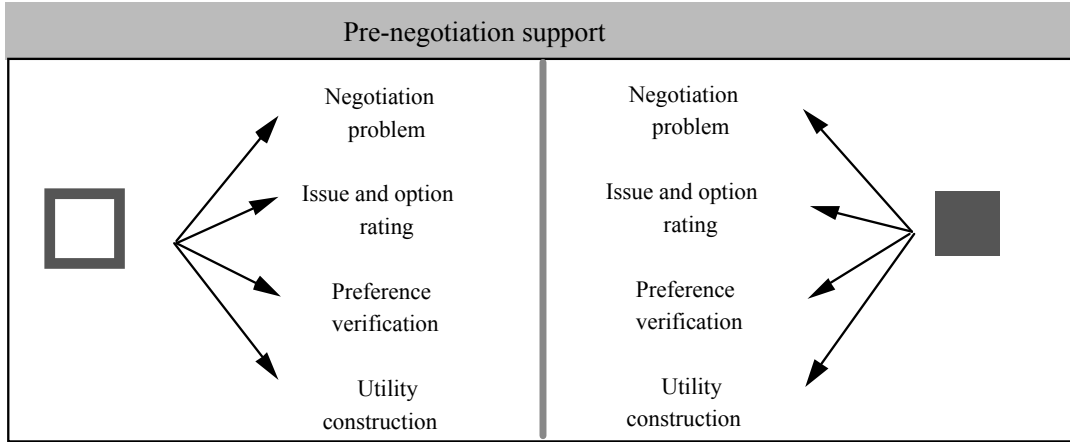 Pre-negotiation support
Negotiation
problem
Issue and option
rating
Preference
verification
Utility
construction
Negotiation
problem
Issue and option
rating
Preference
verification
Utility
construction